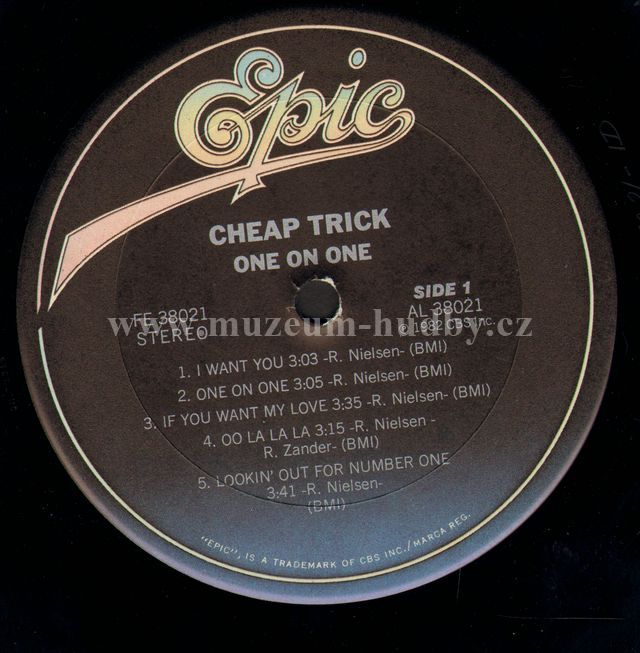 Epic
CHEAP TRICK
ONE ON ONE
FE 38021
STEREO
SIDE 1
AL 38021
℗ 1982 CBS Inc.
www.muzeum-hudby.cz
1. I WANT YOU 3:03 -R. Nielsen- (BMI)
2. ONE ON ONE 3:05 -R. Nielsen- (BMI)
3. IF YOU WANT MY LOVE 3:35 -R. Nielsen- (BMI)
4. OO LA LA LA 3:15 -R. Nielsen -
R. Zander- (BMI)
5. LOOKIN' OUT FOR NUMBER ONE
3:41 -R. Nielsen-
(BMI)
"EPIC", IS A TRADEMARK OF CBS INC./MARCA REG.